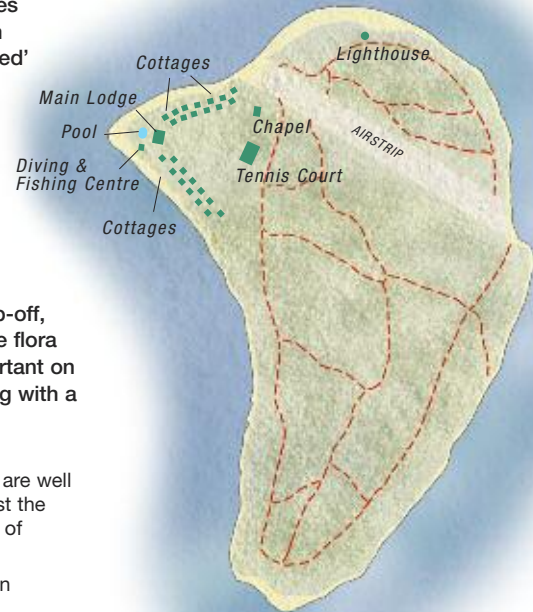 es
n
ed’
o-off,
e flora
rtant on
g with a
are well
st the
of
n
Lighthouse
Cottages
Main Lodge
Pool
Chapel
AIRSTRIP
Diving &
Fishing Centre
Tennis Court
Cottages